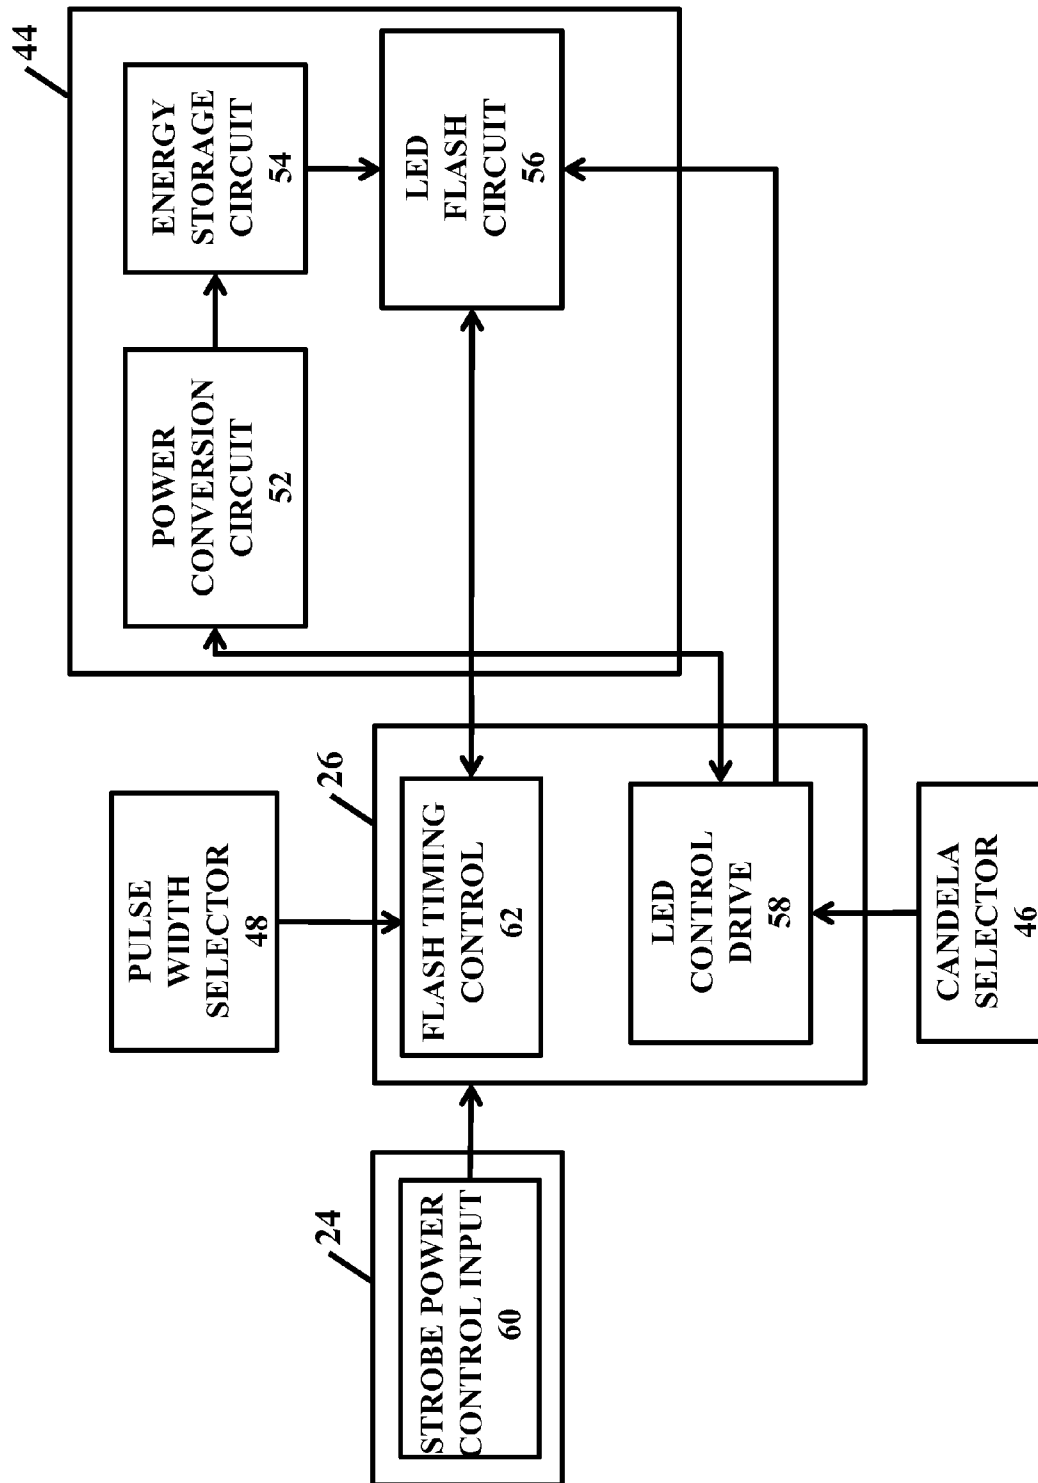 44
POWER
CONVERSION
CIRCUIT
52
ENERGY
STORAGE
CIRCUIT
54
LED
FLASH
CIRCUIT
56
PULSE
WIDTH
SELECTOR
48
26
FLASH TIMING
CONTROL
62
LED
CONTROL
DRIVE
58
CANDELA
SELECTOR
46
24
STROBE POWER
CONTROL INPUT
60